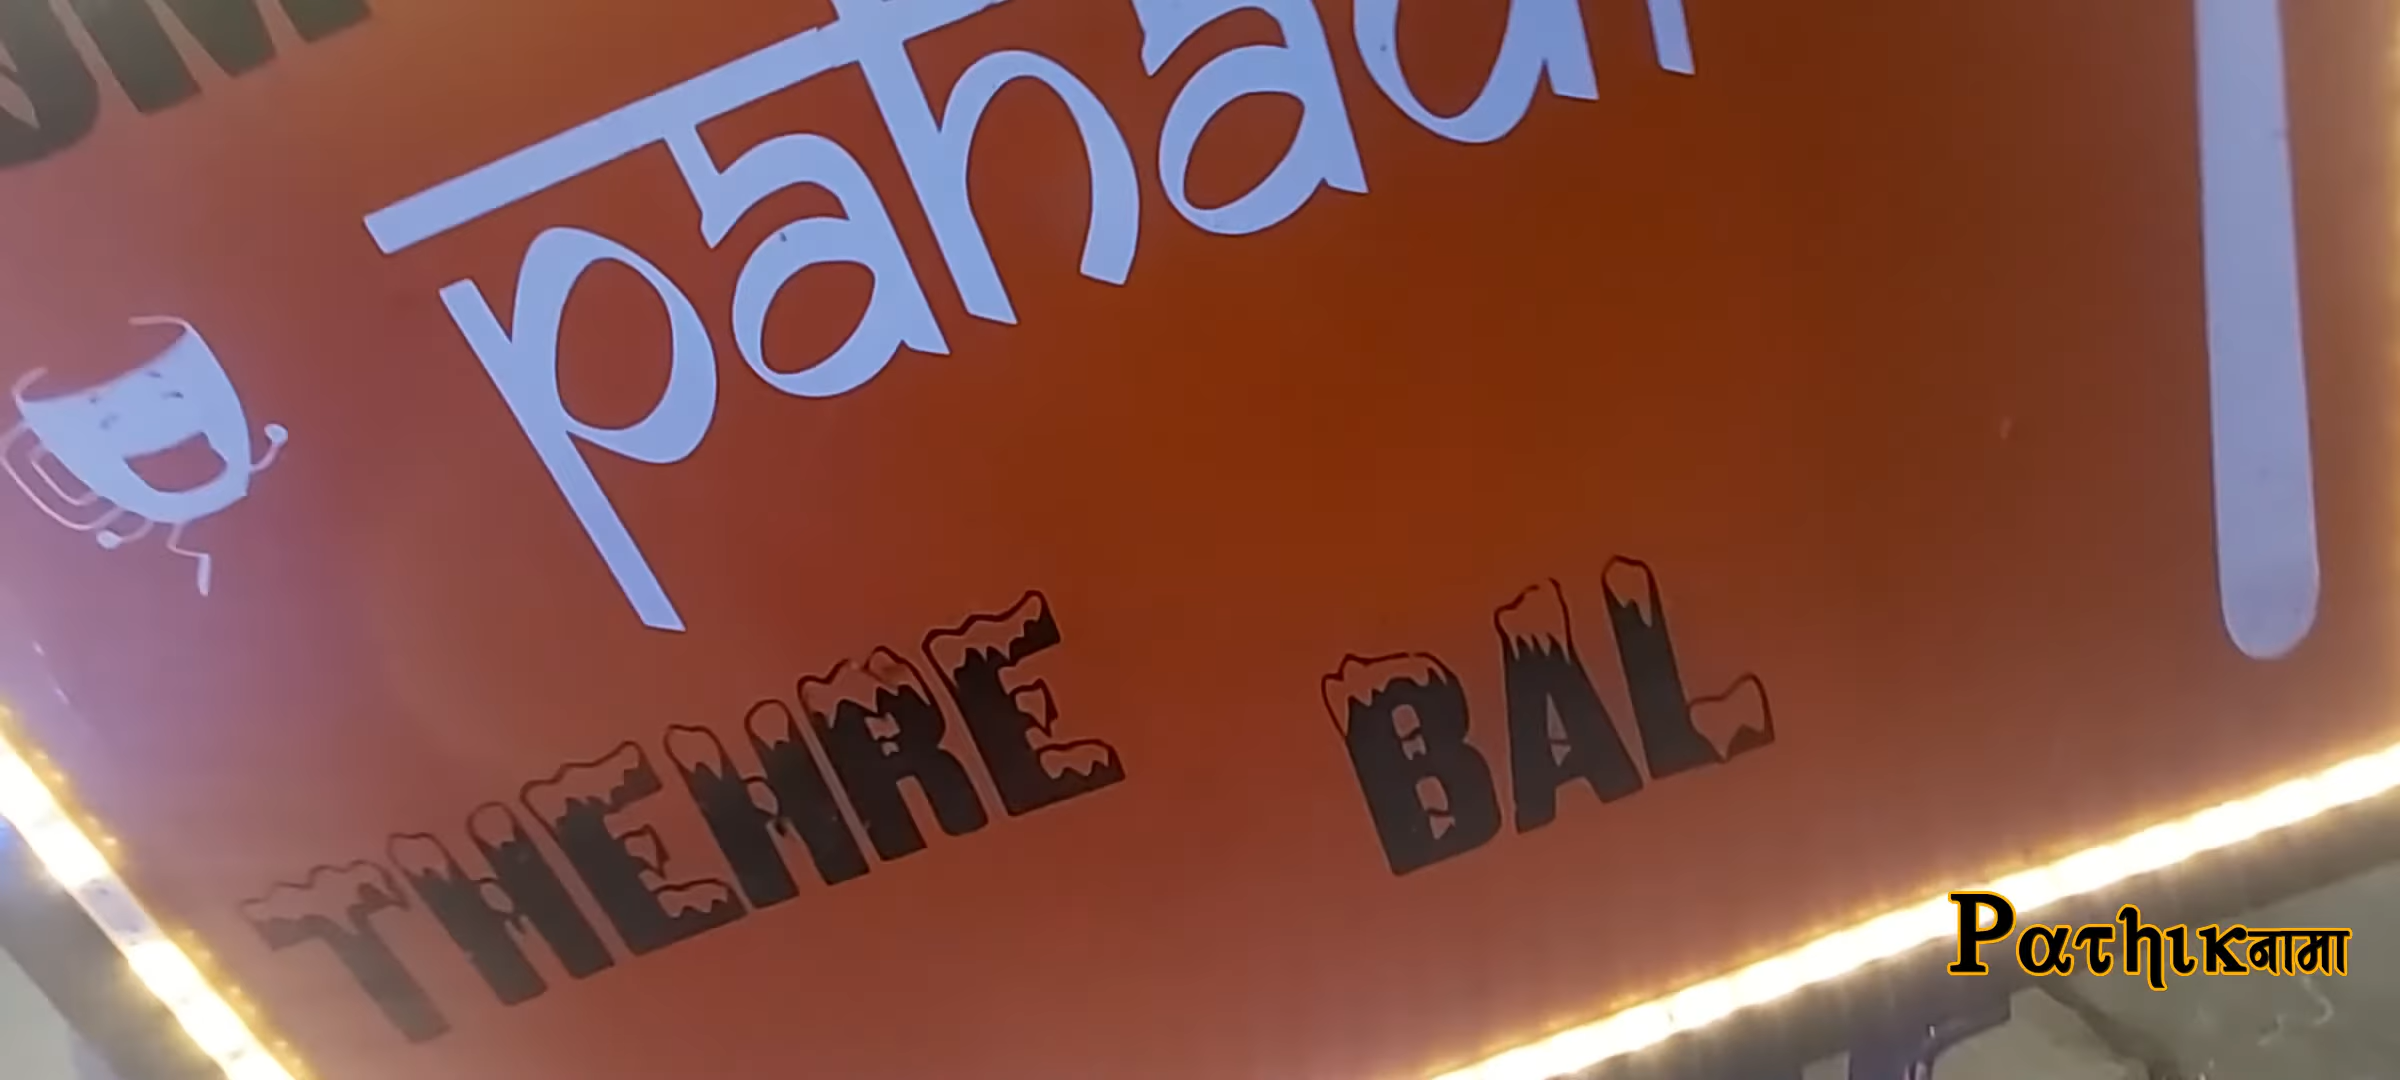 pahadi
THEHRE BAL
Pathikनामा